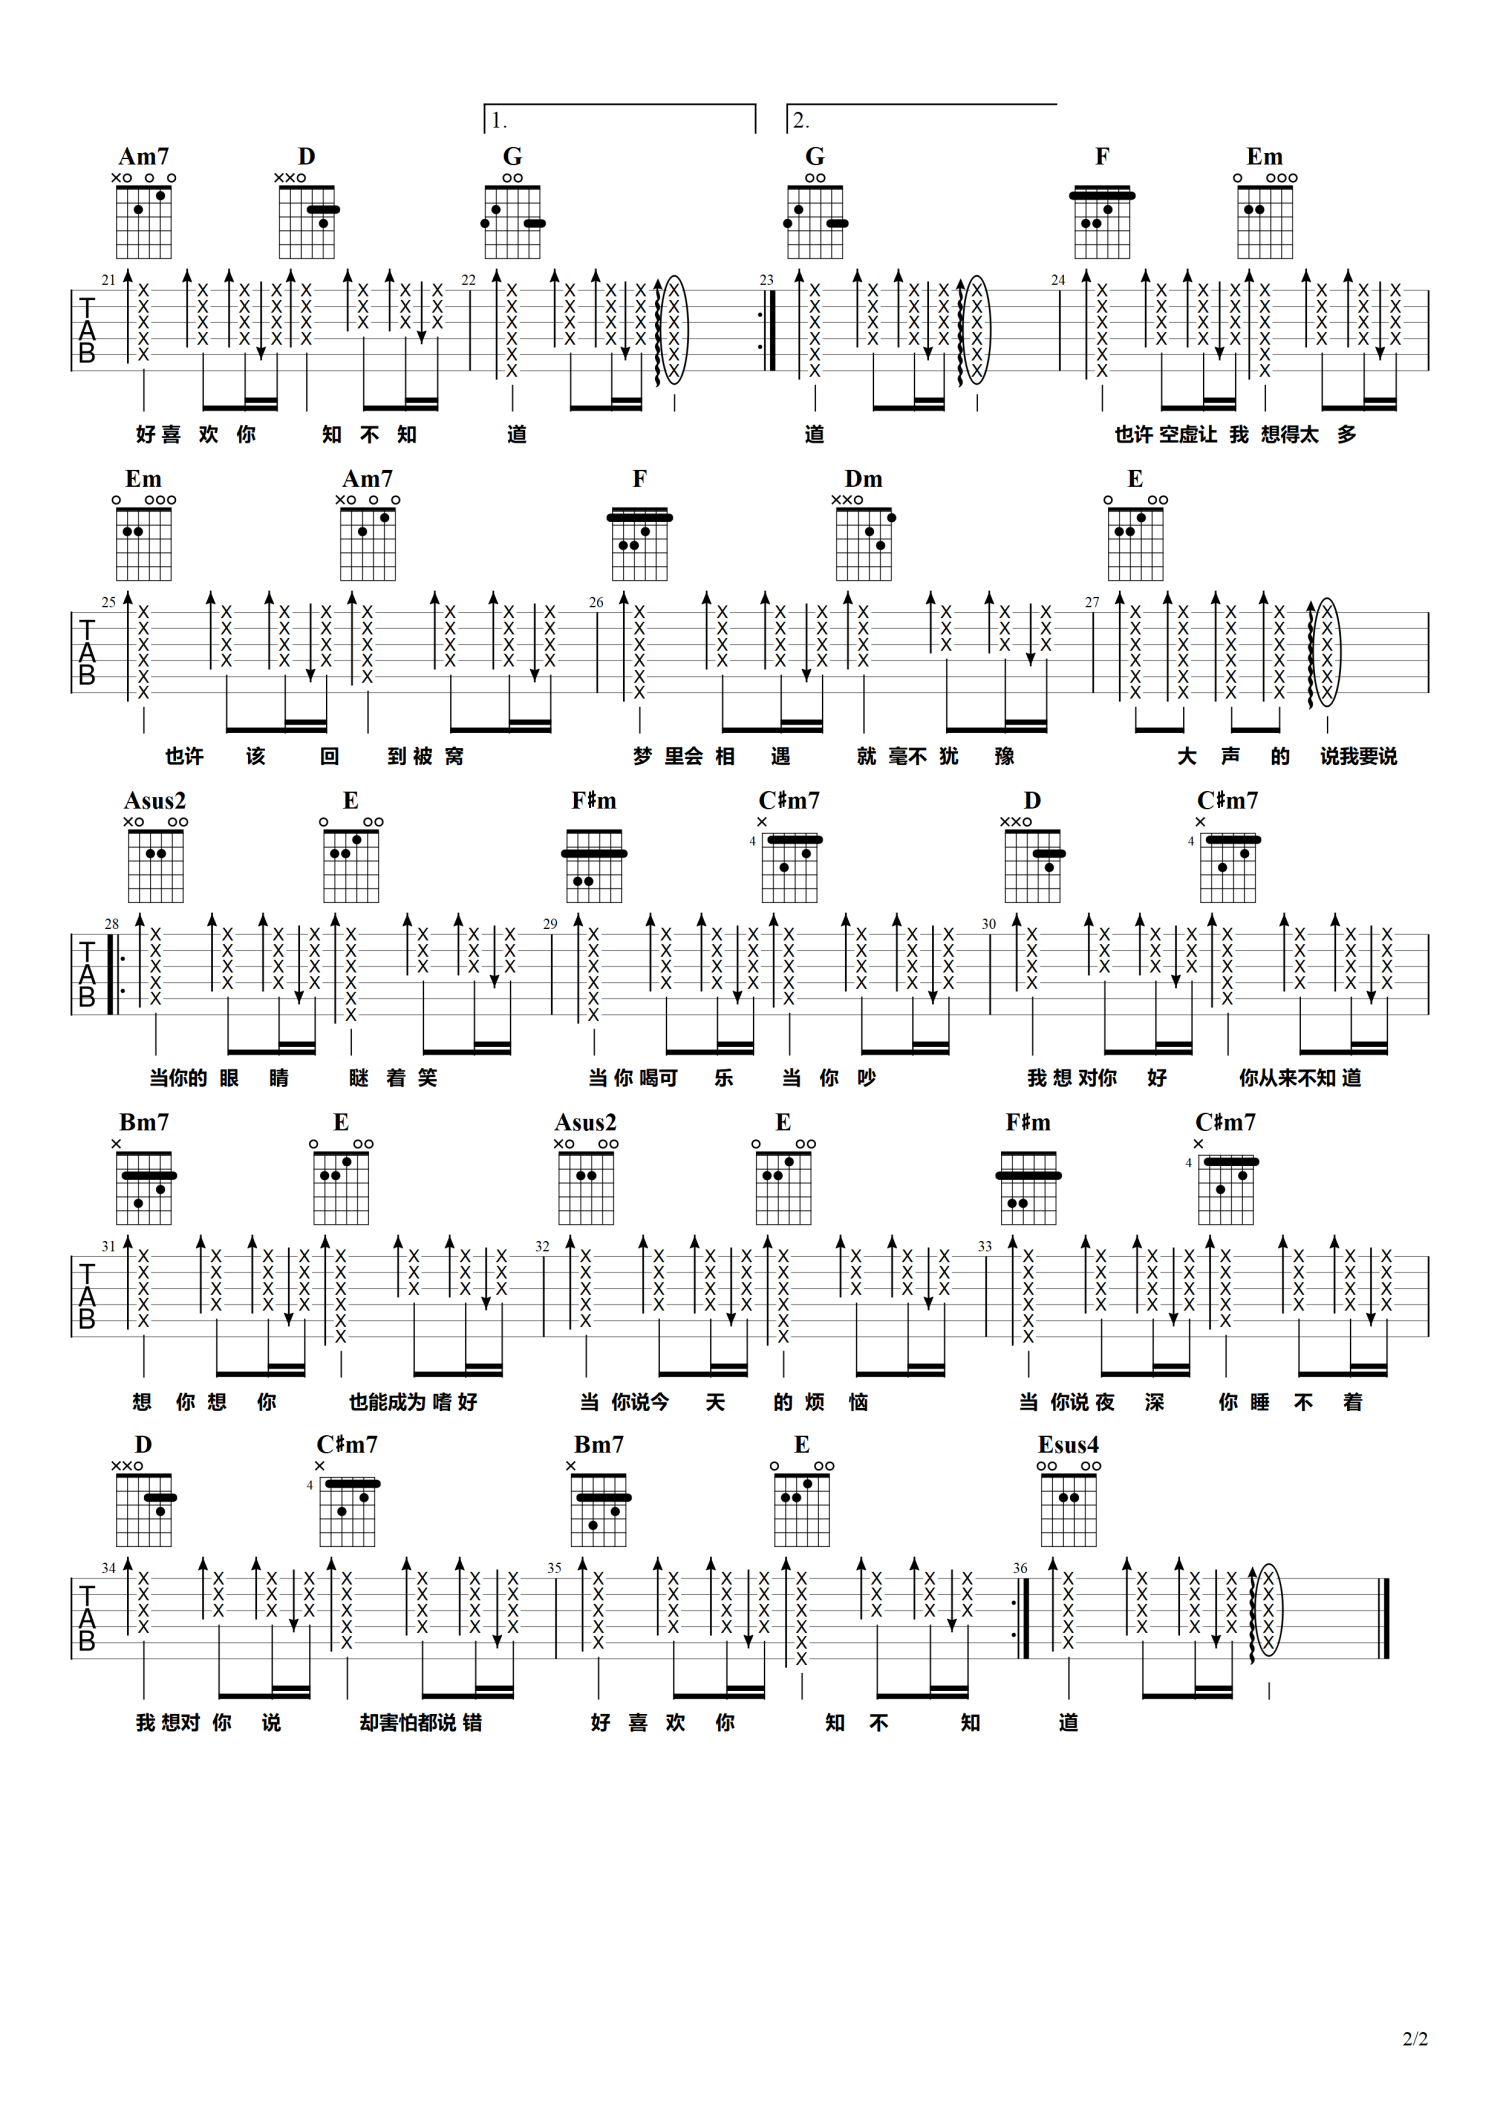 1. 2.
Am7 D G G F Em
21 22 23 24
TAB
好喜欢你 知不知 道 道 也许空虚让我想得太多
Em Am7 F Dm E
25 26 27
TAB
也许该回到被窝 梦里会相遇就毫不犹豫 大声的说我要说
Asus2 E F♯m C♯m7 D C♯m7
4 4
28 29 30
TAB
当你的眼睛 瞇着笑 当你喝可乐 当你吵 我想对你好 你从来不知道
Bm7 E Asus2 E F♯m C♯m7
4
31 32 33
TAB
想你想你 也能成为嗜好 当你说今天的烦恼 当你说夜深 你睡不着
D C♯m7 Bm7 E Esus4
4
34 35 36
TAB
我想对你说 却害怕都说错 好喜欢你 知不知道
2/2